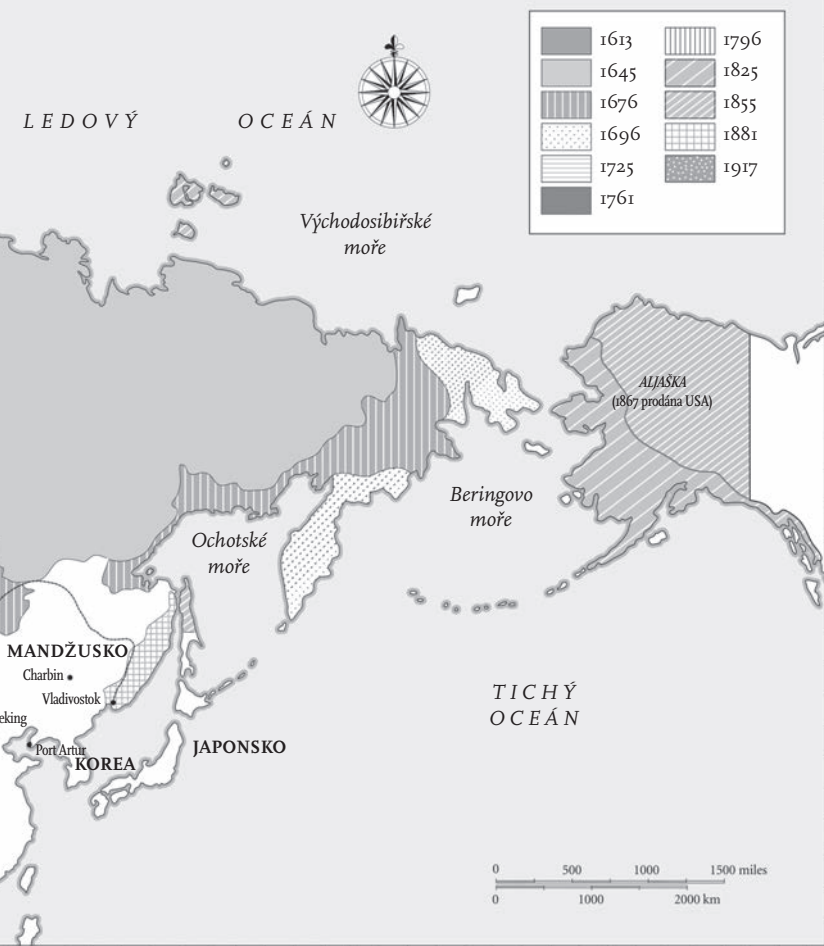 1613
1645
1676
1696
1725
1761
1796
1825
1855
1881
1917
LEDOVÝ OCEÁN
Východosibiřské
moře
ALJAŠKA
(1867 prodána USA)
Beringovo
moře
Ochotské
moře
MANDŽUSKO
Charbin
Vladivostok
eking
Port Artur
KOREA
JAPONSKO
TICHÝ
OCEÁN
0 500 1000 1500 miles
0 1000 2000 km